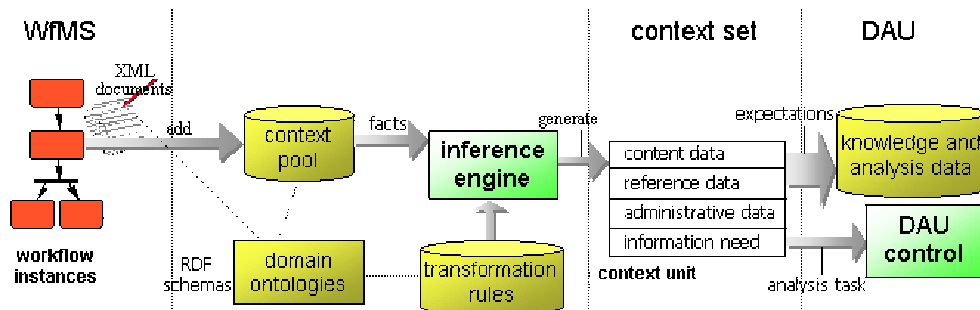 WfMS
context set
DAU
XML
documents
add
context
pool
facts
inference
engine
generate
expectations
content data
reference data
administrative data
information need
context unit
knowledge and
analysis data
DAU
control
analysis task
workflow
instances
RDF
schemas
domain
ontologies
transformation
rules